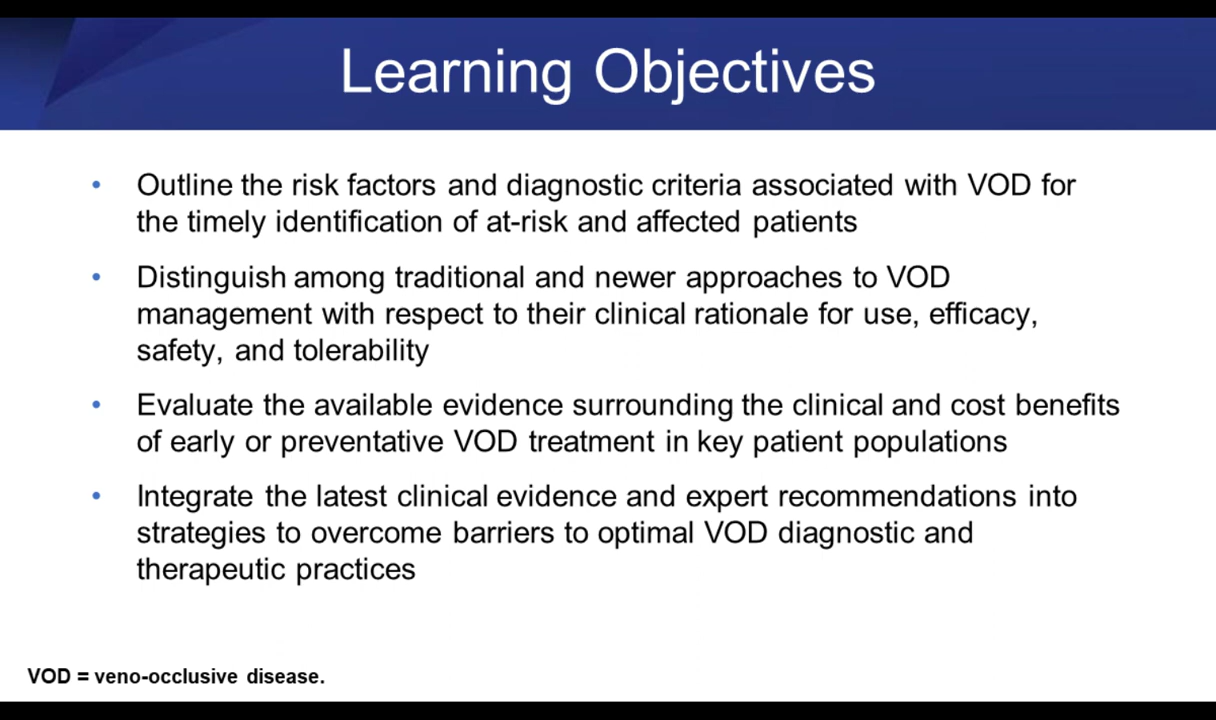 Learning Objectives
• Outline the risk factors and diagnostic criteria associated with VOD for
the timely identification of at-risk and affected patients
• Distinguish among traditional and newer approaches to VOD
management with respect to their clinical rationale for use, efficacy,
safety, and tolerability
• Evaluate the available evidence surrounding the clinical and cost benefits
of early or preventative VOD treatment in key patient populations
• Integrate the latest clinical evidence and expert recommendations into
strategies to overcome barriers to optimal VOD diagnostic and
therapeutic practices
VOD = veno-occlusive disease.